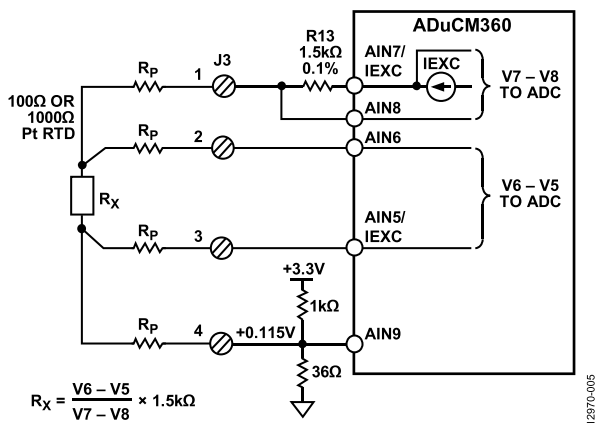 ADuCM360
R13
1.5kΩ
0.1%
AIN7/
IEXC
IEXC
V7 – V8
TO ADC
RP
1
J3
100Ω OR
1000Ω
Pt RTD
AIN8
RP
2
AIN6
RX
V6 – V5
TO ADC
RP
3
AIN5/
IEXC
+3.3V
1kΩ
RP
4
+0.115V
AIN9
36Ω
RX = V6 – V5 / V7 – V8 × 1.5kΩ
12970-005